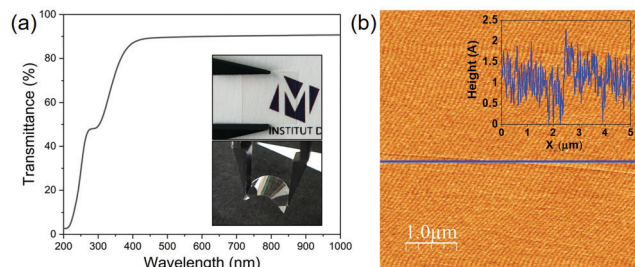 (a)
100
80
60
40
20
0
Transmittance (%)
200 300 400 500 600 700 800 900 1000
Wavelength (nm)
M
INSTITUT D
(b)
2.5
2
1.5
1
0.5
0
Height (A)
0 1 2 3 4 5
X (μm)
1.0μm